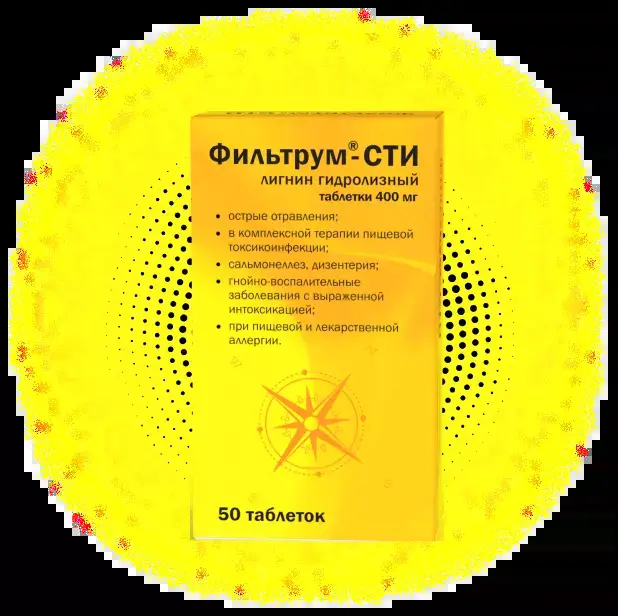 Фильтрум®-СТИ
лигнин гидролизный
таблетки 400 мг
• острые отравления;
• в комплексной терапии пищевой
токсикоинфекции;
• сальмонеллез, дизентерия;
• гнойно-воспалительные
заболевания с выраженной
интоксикацией;
• при пищевой и лекарственной
аллергии.
50 таблеток